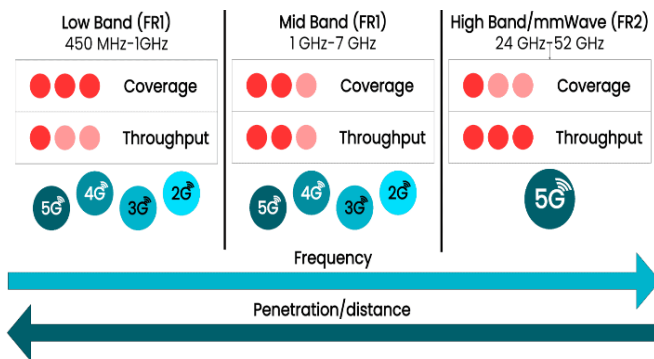 Low Band (FR1)
450 MHz-1GHz
Coverage
Throughput
5G
4G
3G
2G
Mid Band (FR1)
1 GHz-7 GHz
Coverage
Throughput
5G
4G
3G
2G
High Band/mmWave (FR2)
24 GHz-52 GHz
Coverage
Throughput
5G
Frequency
Penetration/distance